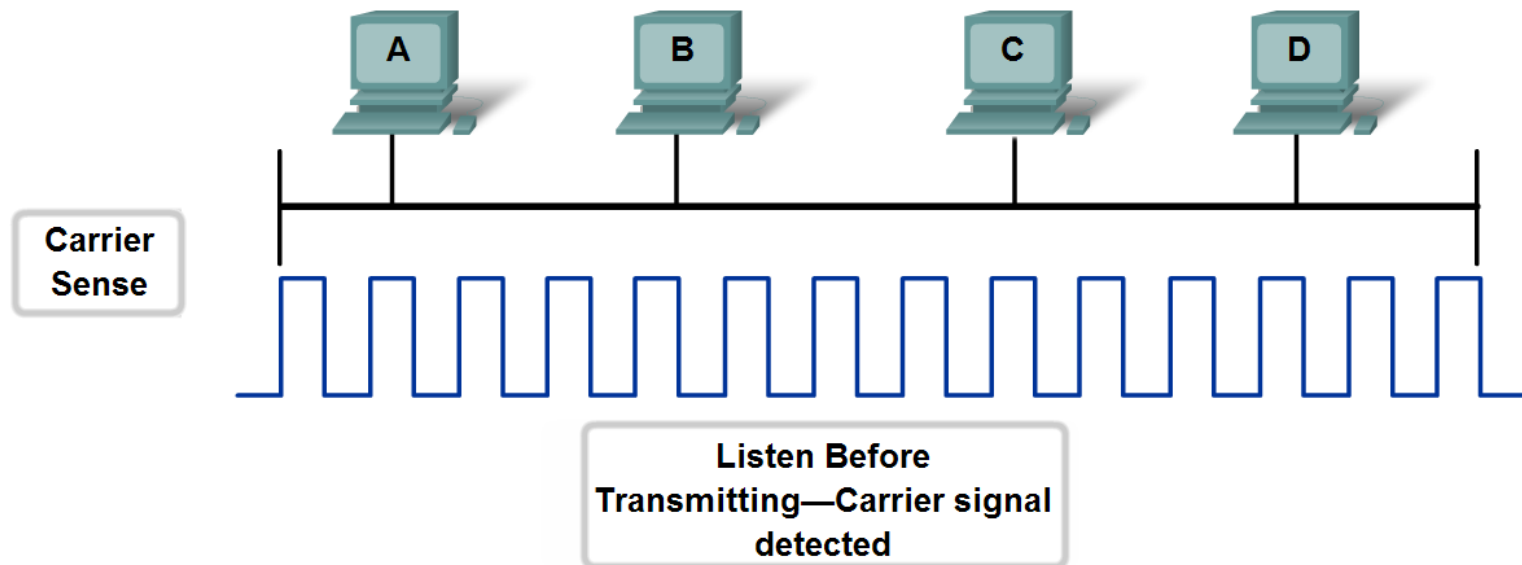 A
B
C
D
Carrier
Sense
Listen Before
Transmitting—Carrier signal
detected